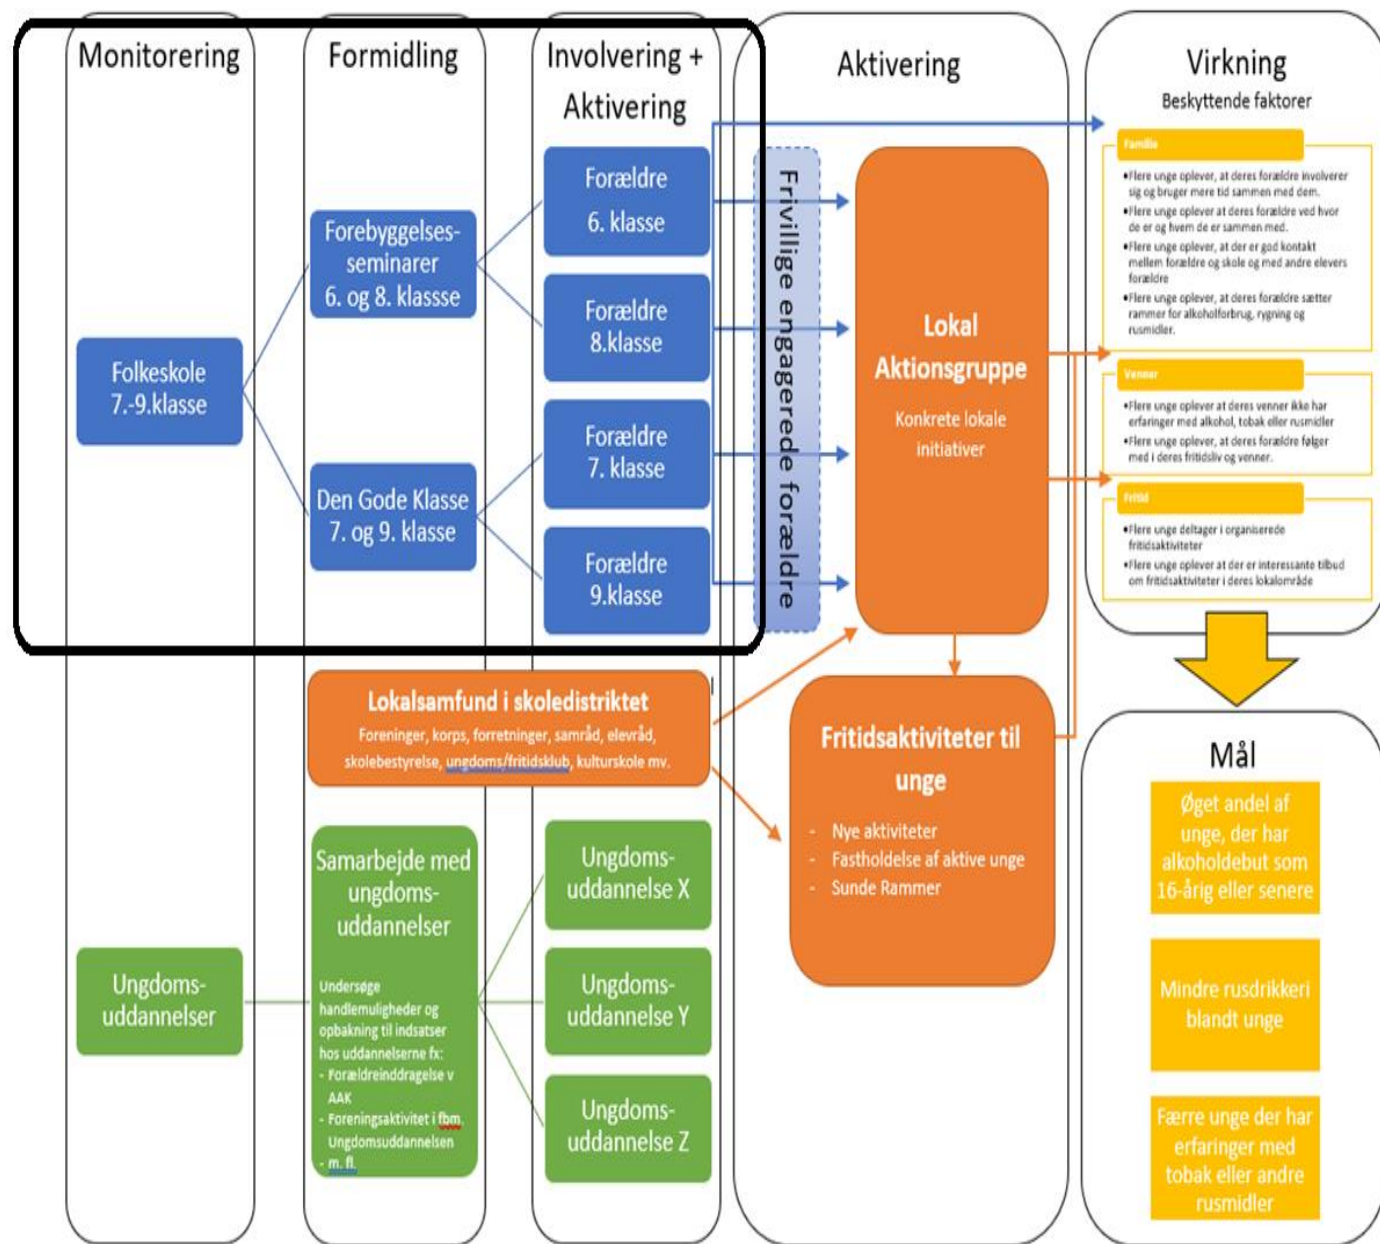 Monitorering
Folkeskole
7.-9.klasse
Ungdoms-
uddannelser
Formidling
Forebyggelses-
seminarer
6. og 8. klassse
Den Gode Klasse
7. og 9. klasse
Involvering +
Aktivering
Forældre
6. klasse
Forældre
8.klasse
Forældre
7. klasse
Forældre
9.klasse
Lokalsamfund i skoledistriktet
Foreninger, korps, forretninger, samråd, elevråd,
skolebestyrelse, ungdoms/fritidsklub, kulturskole mv.
Samarbejde med
ungdoms-
uddannelser
Undersøge
handlemuligheder og
opbakning til indsatser
hos uddannelserne fx:
- Forældreinddragelse v
AAK
- Foreningsaktivitet i fbm.
Ungdomsuddannelsen
- m. fl.
Ungdoms-
uddannelse X
Ungdoms-
uddannelse Y
Ungdoms-
uddannelse Z
Aktivering
Frivillige engagerede forældre
Lokal
Aktionsgruppe
Konkrete lokale
initiativer
Fritidsaktiviteter til
unge
- Nye aktiviteter
- Fastholdelse af aktive unge
- Sunde Rammer
Virkning
Beskyttende faktorer
Familie
•Flere unge oplever, at deres forældre involverer
sig og bruger mere tid sammen med dem.
•Flere unge oplever at deres forældre ved hvor
de er og hvem de er sammen med.
•Flere unge oplever, at der er god kontakt
mellem forældre og skole og med andre elevers
forældre
•Flere unge oplever, at deres forældre sætter
rammer for alkoholforbrug, rygning og
rusmidler.
Venner
•Flere unge oplever at deres venner ikke har
erfaringer med alkohol, tobak eller rusmidler
•Flere unge oplever, at deres forældre følger
med i deres fritidsliv og venner.
Fritid
•Flere unge deltager i organiserede
fritidsaktiviteter
•Flere unge oplever at der er interessante tilbud
om fritidsaktiviteter i deres lokalområde
Mål
Øget andel af
unge, der har
alkoholdebut som
16-årig eller senere
Mindre rusdrikkeri
blandt unge
Færre unge der har
erfaringer med
tobak eller andre
rusmidler